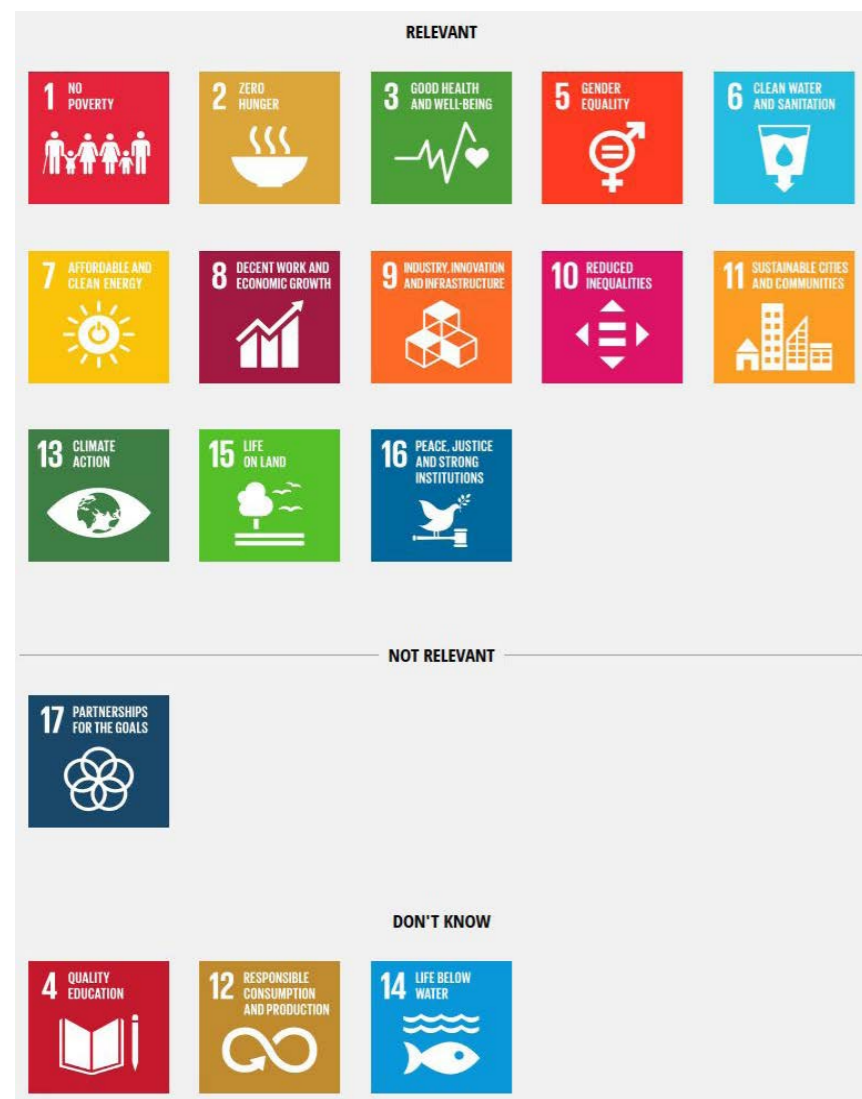 RELEVANT
1 NO
POVERTY
2 ZERO
HUNGER
3 GOOD HEALTH
AND WELL-BEING
5 GENDER
EQUALITY
6 CLEAN WATER
AND SANITATION
7 AFFORDABLE AND
CLEAN ENERGY
8 DECENT WORK AND
ECONOMIC GROWTH
9 INDUSTRY, INNOVATION
AND INFRASTRUCTURE
10 REDUCED
INEQUALITIES
11 SUSTAINABLE CITIES
AND COMMUNITIES
13 CLIMATE
ACTION
15 LIFE
ON LAND
16 PEACE, JUSTICE
AND STRONG
INSTITUTIONS
NOT RELEVANT
17 PARTNERSHIPS
FOR THE GOALS
DON'T KNOW
4 QUALITY
EDUCATION
12 RESPONSIBLE
CONSUMPTION
AND PRODUCTION
14 LIFE BELOW
WATER